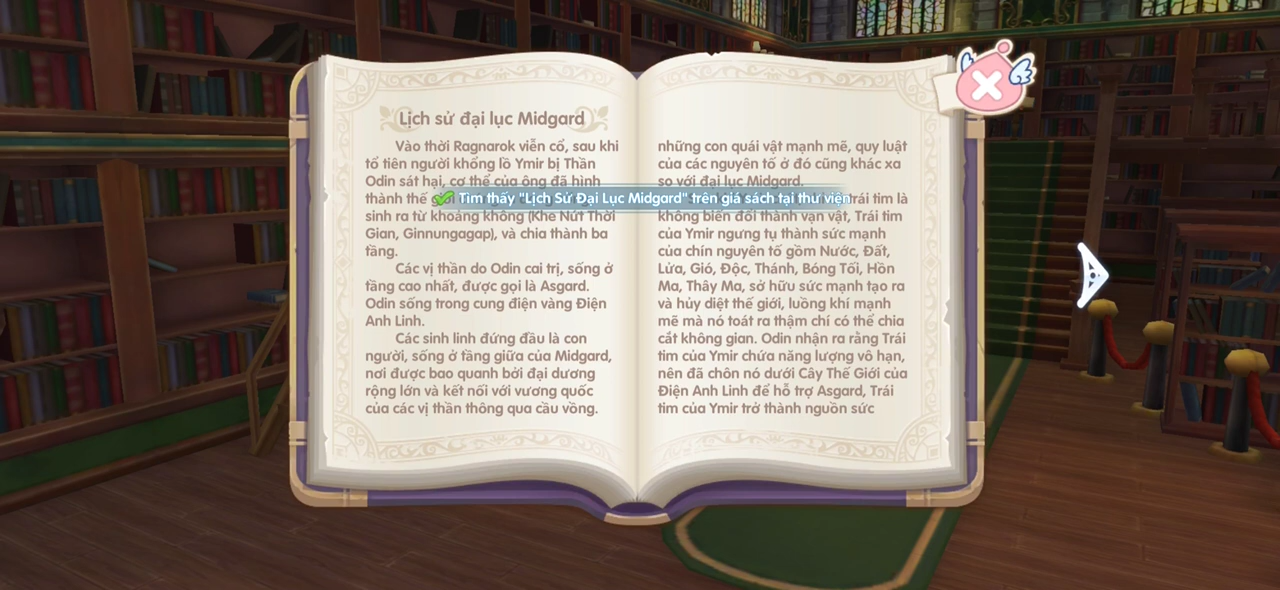 Lịch sử đại lục Midgard
Vào thời Ragnarok viễn cổ, sau khi
tổ tiên người khổng lồ Ymir bị Thần
Odin sát hại, cơ thể của ông đã hình
thành thế
sinh ra từ khoảng không (Khe Nứt Thời
Gian, Ginnungagap), và chia thành ba
tầng.
Các vị thần do Odin cai trị, sống ở
tầng cao nhất, được gọi là Asgard.
Odin sống trong cung điện vàng Điện
Anh Linh.
Các sinh linh đứng đầu là con
người, sống ở tầng giữa của Midgard,
nơi được bao quanh bởi đại dương
rộng lớn và kết nối với vương quốc
của các vị thần thông qua cầu vồng.
những con quái vật mạnh mẽ, quy luật
của các nguyên tố ở đó cũng khác xa
so với đại lục Midgard.
trái tim là
không biến đổi thành vạn vật, Trái tim
của Ymir ngưng tụ thành sức mạnh
của chín nguyên tố gồm Nước, Đất,
Lửa, Gió, Độc, Thánh, Bóng Tối, Hồn
Ma, Thây Ma, sở hữu sức mạnh tạo ra
và hủy diệt thế giới, luồng khí mạnh
mẽ mà nó toát ra thậm chí có thể chia
cắt không gian. Odin nhận ra rằng Trái
tim của Ymir chứa năng lượng vô hạn,
nên đã chôn nó dưới Cây Thế Giới của
Điện Anh Linh để hỗ trợ Asgard, Trái
tim của Ymir trở thành nguồn sức
Tìm thấy "Lịch Sử Đại Lục Midgard" trên giá sách tại thư viện